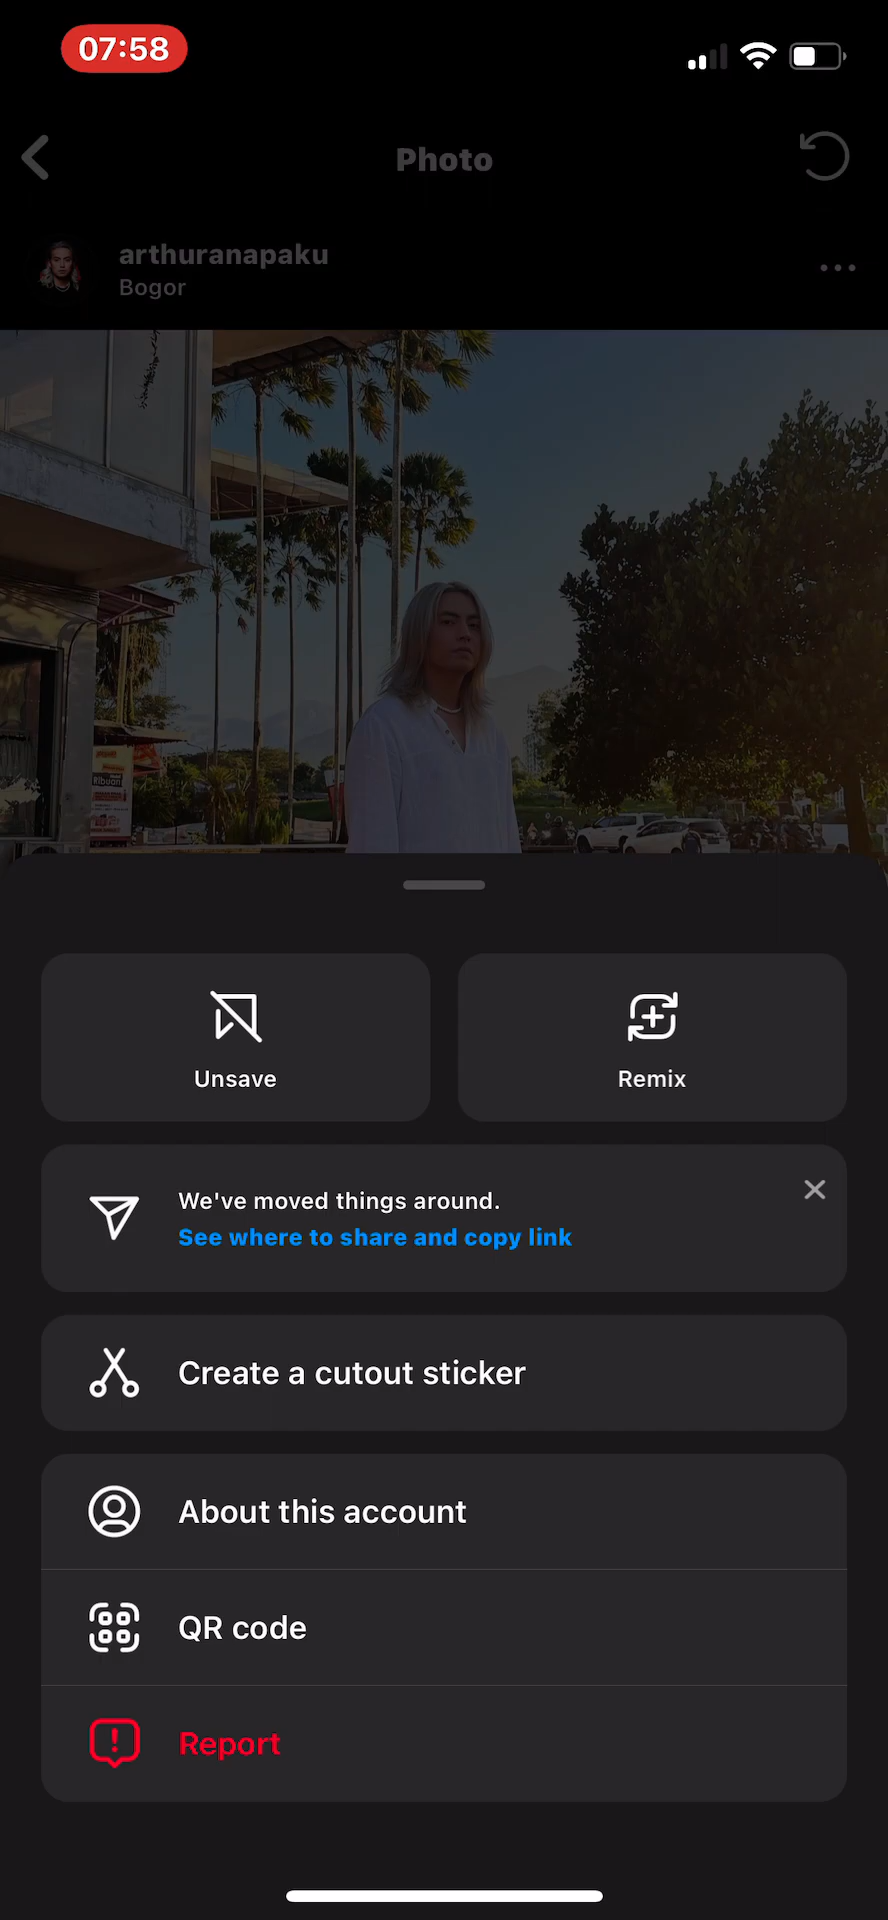 07:58
Photo
arthuranapaku
Bogor
Ribuan
Unsave
Remix
We've moved things around.
See where to share and copy link
Create a cutout sticker
About this account
QR code
Report